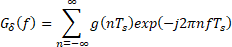 G_δ(f) = ∑_{n=−∞}^{∞} g(nT_s)exp(−j2πnfT_s)